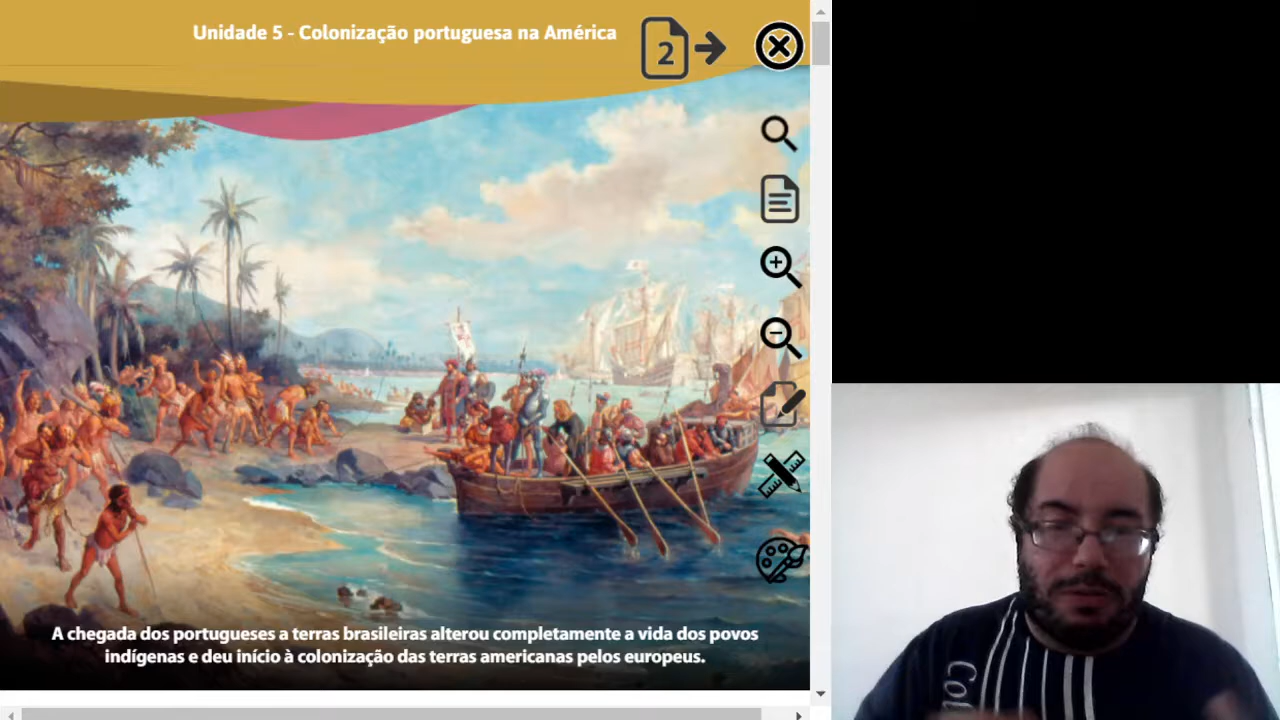 Unidade 5 - Colonização portuguesa na América
2
A chegada dos portugueses a terras brasileiras alterou completamente a vida dos povos
indígenas e deu início à colonização das terras americanas pelos europeus.